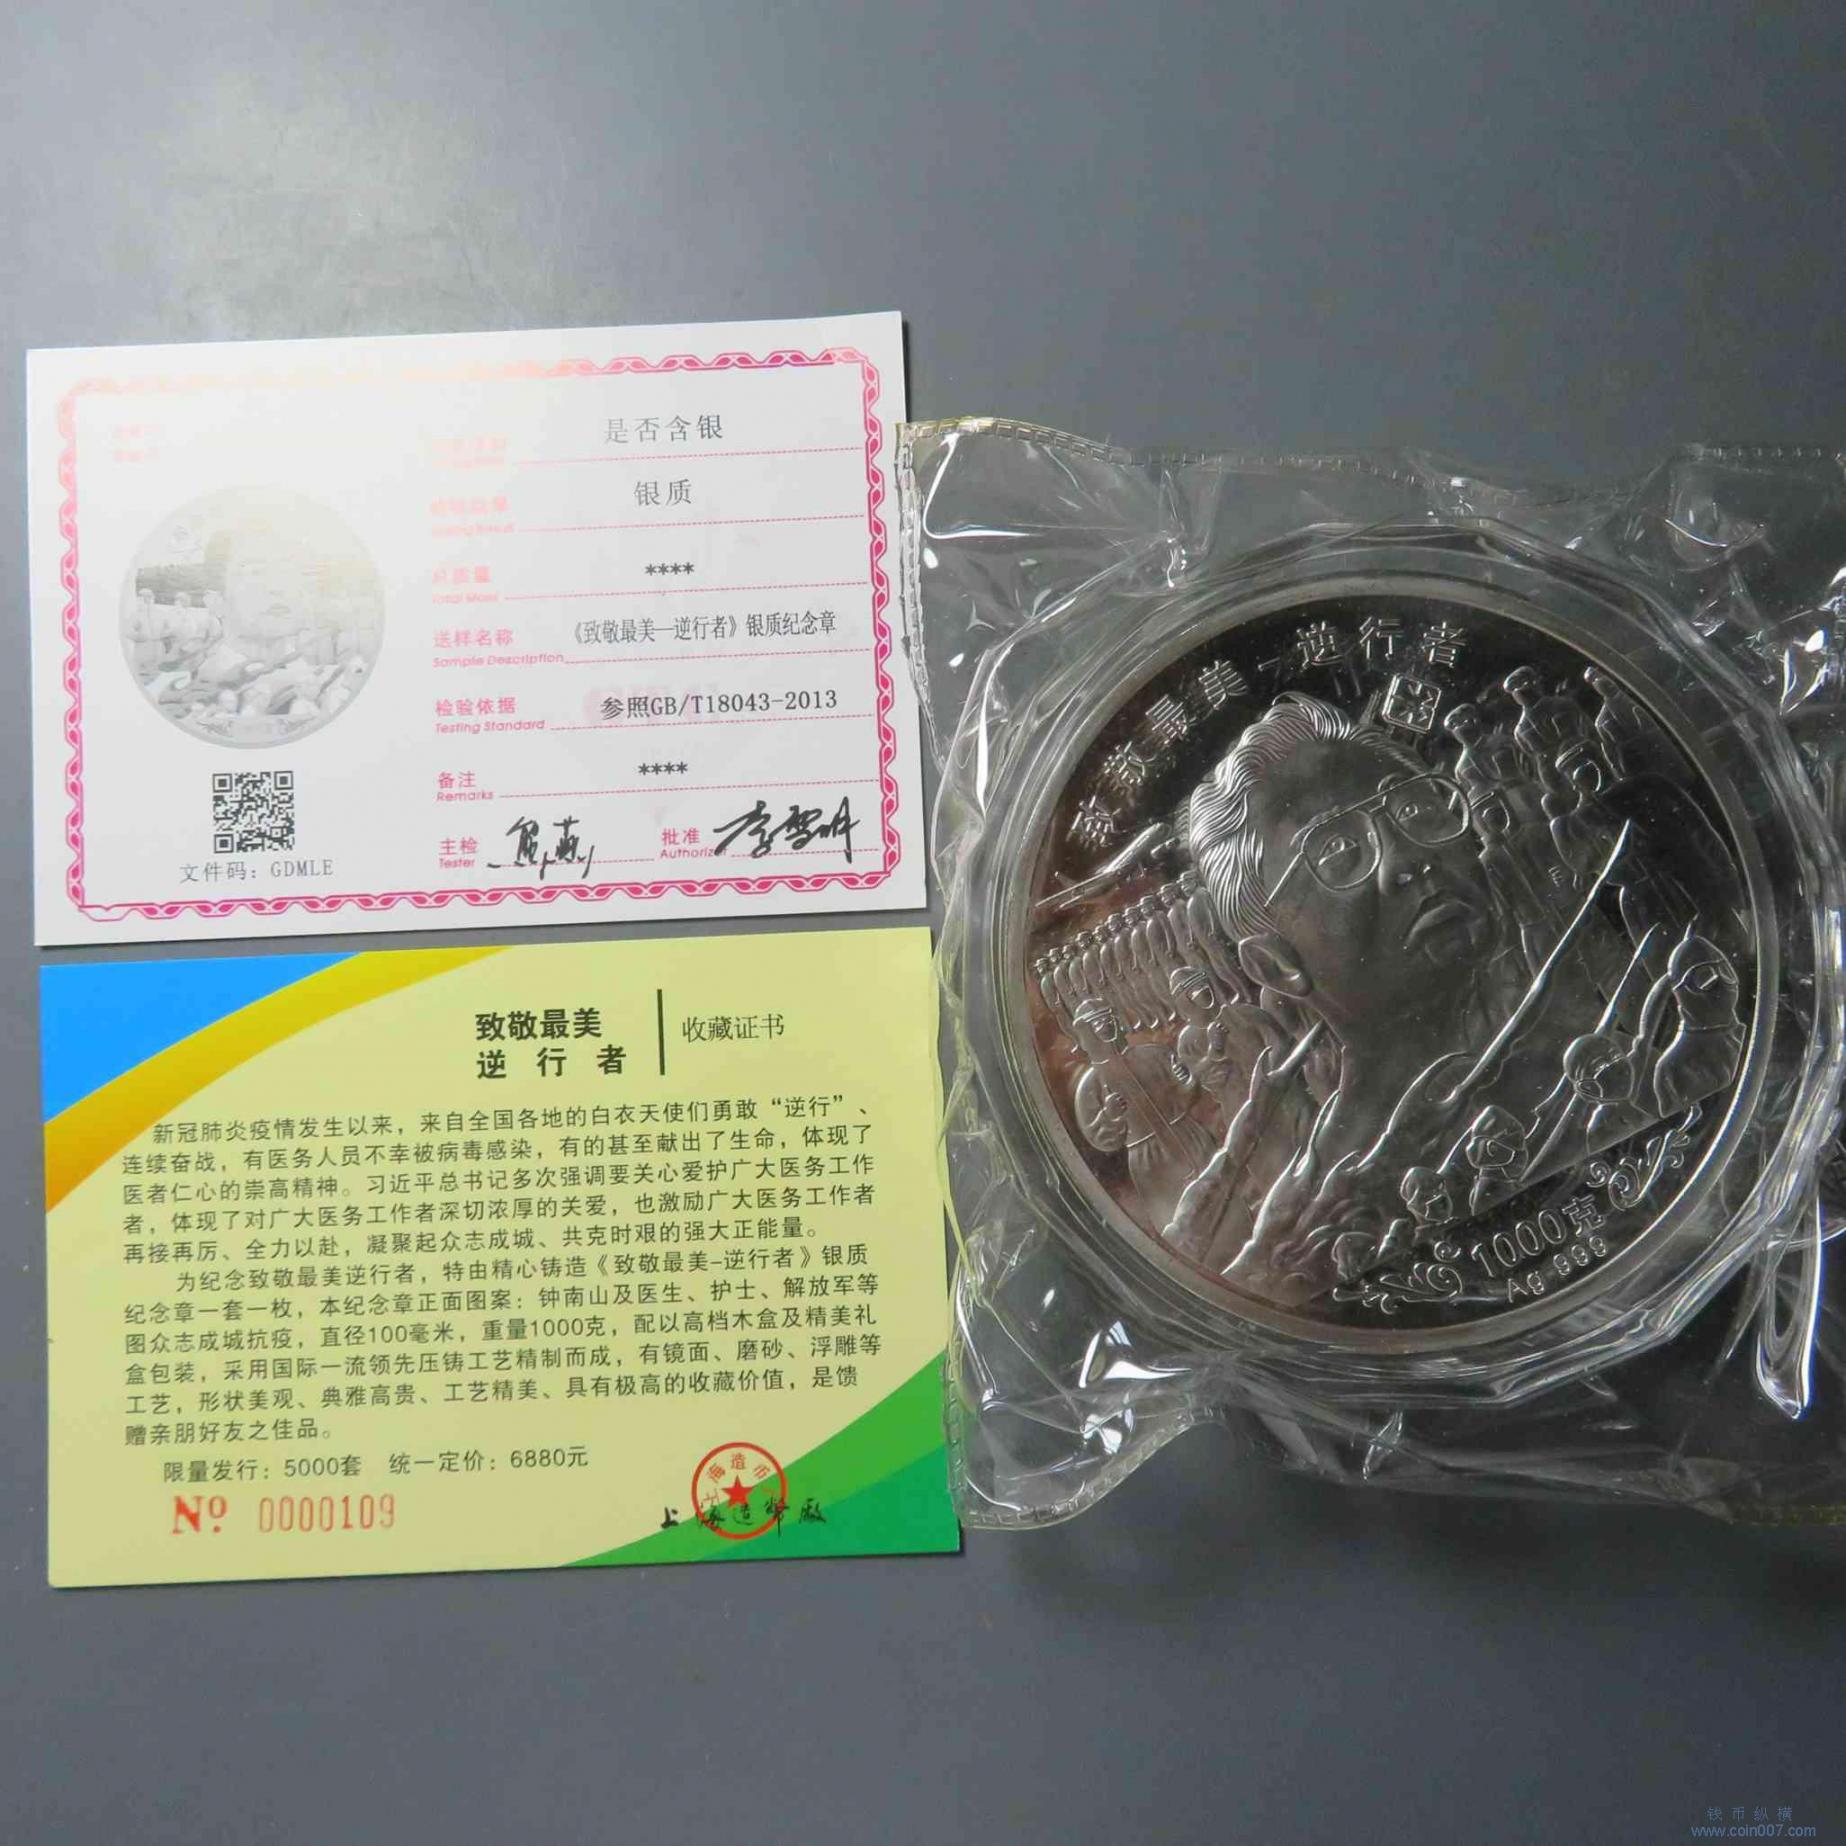 是否含银
银质
总质量
****
Total Mass
送样名称
《致敬最美—逆行者》银质纪念章
Sample Description
检验依据
参照GB/T18043-2013
Testing Standard
备注
****
Remarks
主检
批准
Tester
Authorizer
文件码：GDMLE
致敬最美
逆行者
收藏证书
新冠肺炎疫情发生以来，来自全国各地的白衣天使们勇敢“逆行”、
连续奋战，有医务人员不幸被病毒感染，有的甚至献出了生命，体现了
医者仁心的崇高精神。习近平总书记多次强调要关心爱护广大医务工作
者，体现了对广大医务工作者深切浓厚的关爱，也激励广大医务工作者
再接再厉、全力以赴，凝聚起众志成城、共克时艰的强大正能量。
为纪念致敬最美逆行者，特由精心铸造《致敬最美-逆行者》银质
纪念章一套一枚，本纪念章正面图案：钟南山及医生、护士、解放军等
图众志成城抗疫，直径100毫米，重量1000克，配以高档木盒及精美礼
盒包装，采用国际一流领先压铸工艺精制而成，有镜面、磨砂、浮雕等
工艺，形状美观、典雅高贵、工艺精美、具有极高的收藏价值，是馈
赠亲朋好友之佳品。
限量发行：5000套 统一定价：6880元
Nº 0000109
上海造币厂
致敬最美-逆行者
1000克
Ag 999
钱币纵横
www.coin007.com